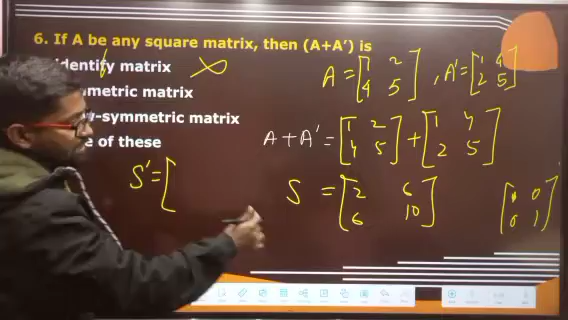 6. If A be any square matrix, then (A+A′) is
identify matrix
metric matrix
w-symmetric matrix
e of these
A = [1 2
4 5] , A′ = [1 4
2 5]
A + A′ = [1 2
4 5] + [1 4
2 5]
S = [2 6
6 10]
S′ = [
[1 0
0 1]